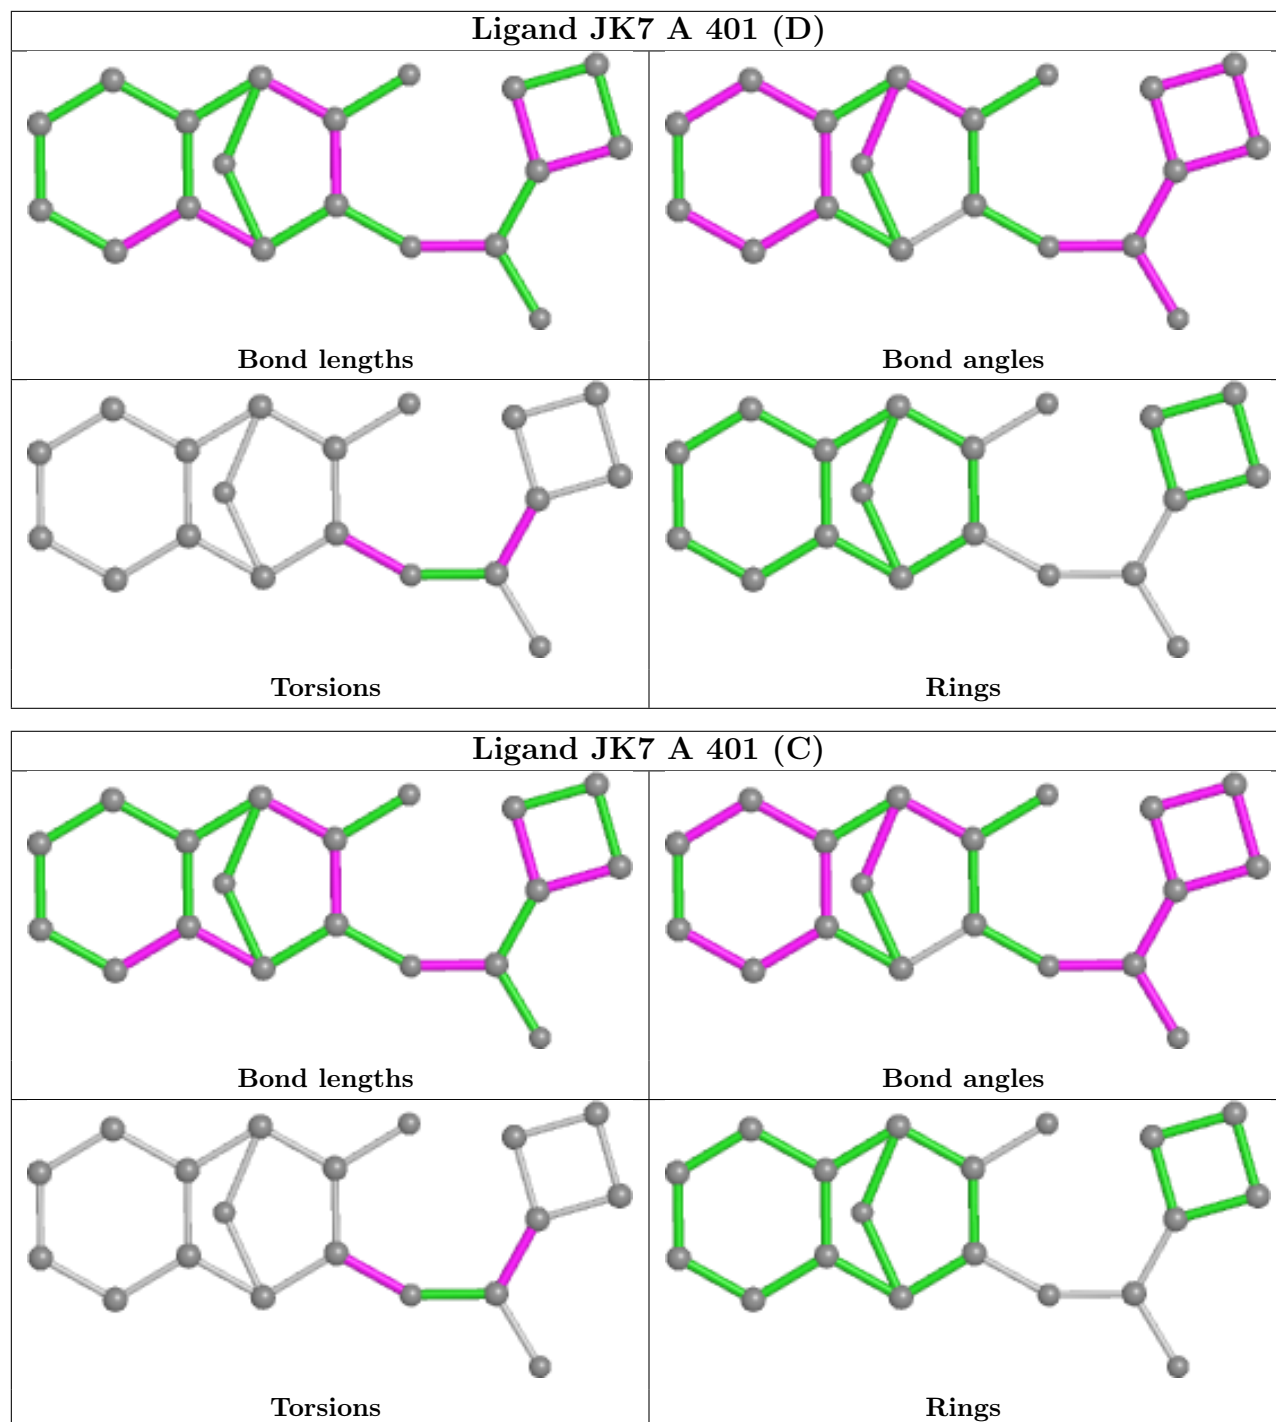 Ligand JK7 A 401 (D)
Bond lengths
Bond angles
Torsions
Rings
Ligand JK7 A 401 (C)
Bond lengths
Bond angles
Torsions
Rings